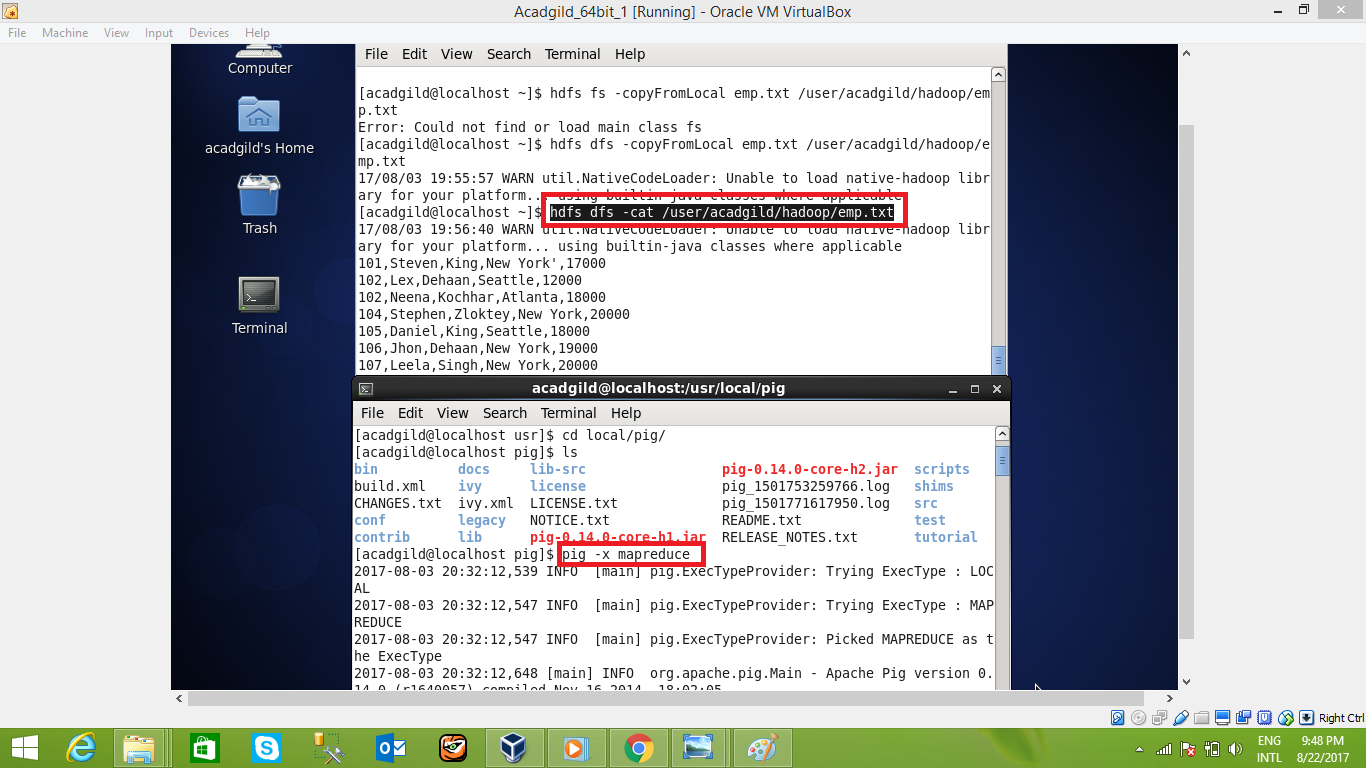 Acadgild_64bit_1 [Running] - Oracle VM VirtualBox
File Machine View Input Devices Help
Computer
acadgild's Home
Trash
Terminal
File Edit View Search Terminal Help
[acadgild@localhost ~]$ hdfs fs -copyFromLocal emp.txt /user/acadgild/hadoop/em
p.txt
Error: Could not find or load main class fs
[acadgild@localhost ~]$ hdfs dfs -copyFromLocal emp.txt /user/acadgild/hadoop/e
mp.txt
17/08/03 19:55:57 WARN util.NativeCodeLoader: Unable to load native-hadoop libr
ary for your platform... using builtin-java classes where applicable
[acadgild@localhost ~]$ hdfs dfs -cat /user/acadgild/hadoop/emp.txt
17/08/03 19:56:40 WARN util.NativeCodeLoader: Unable to load native-hadoop libr
ary for your platform... using builtin-java classes where applicable
101,Steven,King,New York',17000
102,Lex,Dehaan,Seattle,12000
102,Neena,Kochhar,Atlanta,18000
104,Stephen,Zloktey,New York,20000
105,Daniel,King,Seattle,18000
106,Jhon,Dehaan,New York,19000
107,Leela,Singh,New York,20000
acadgild@localhost:/usr/local/pig
File Edit View Search Terminal Help
[acadgild@localhost usr]$ cd local/pig/
[acadgild@localhost pig]$ ls
bin docs lib-src pig-0.14.0-core-h2.jar scripts
build.xml ivy license pig_1501753259766.log shims
CHANGES.txt ivy.xml LICENSE.txt pig_1501771617950.log src
conf legacy NOTICE.txt README.txt test
contrib lib pig-0.14.0-core-h1.jar RELEASE_NOTES.txt tutorial
[acadgild@localhost pig]$ pig -x mapreduce
2017-08-03 20:32:12,539 INFO [main] pig.ExecTypeProvider: Trying ExecType : LOC
AL
2017-08-03 20:32:12,547 INFO [main] pig.ExecTypeProvider: Trying ExecType : MAP
REDUCE
2017-08-03 20:32:12,547 INFO [main] pig.ExecTypeProvider: Picked MAPREDUCE as t
he ExecType
2017-08-03 20:32:12,648 [main] INFO org.apache.pig.Main - Apache Pig version 0.
14.0 (r1640057) compiled Nov 16 2014, 18:02:05
Right Ctrl
ENG 9:48 PM
INTL 8/22/2017